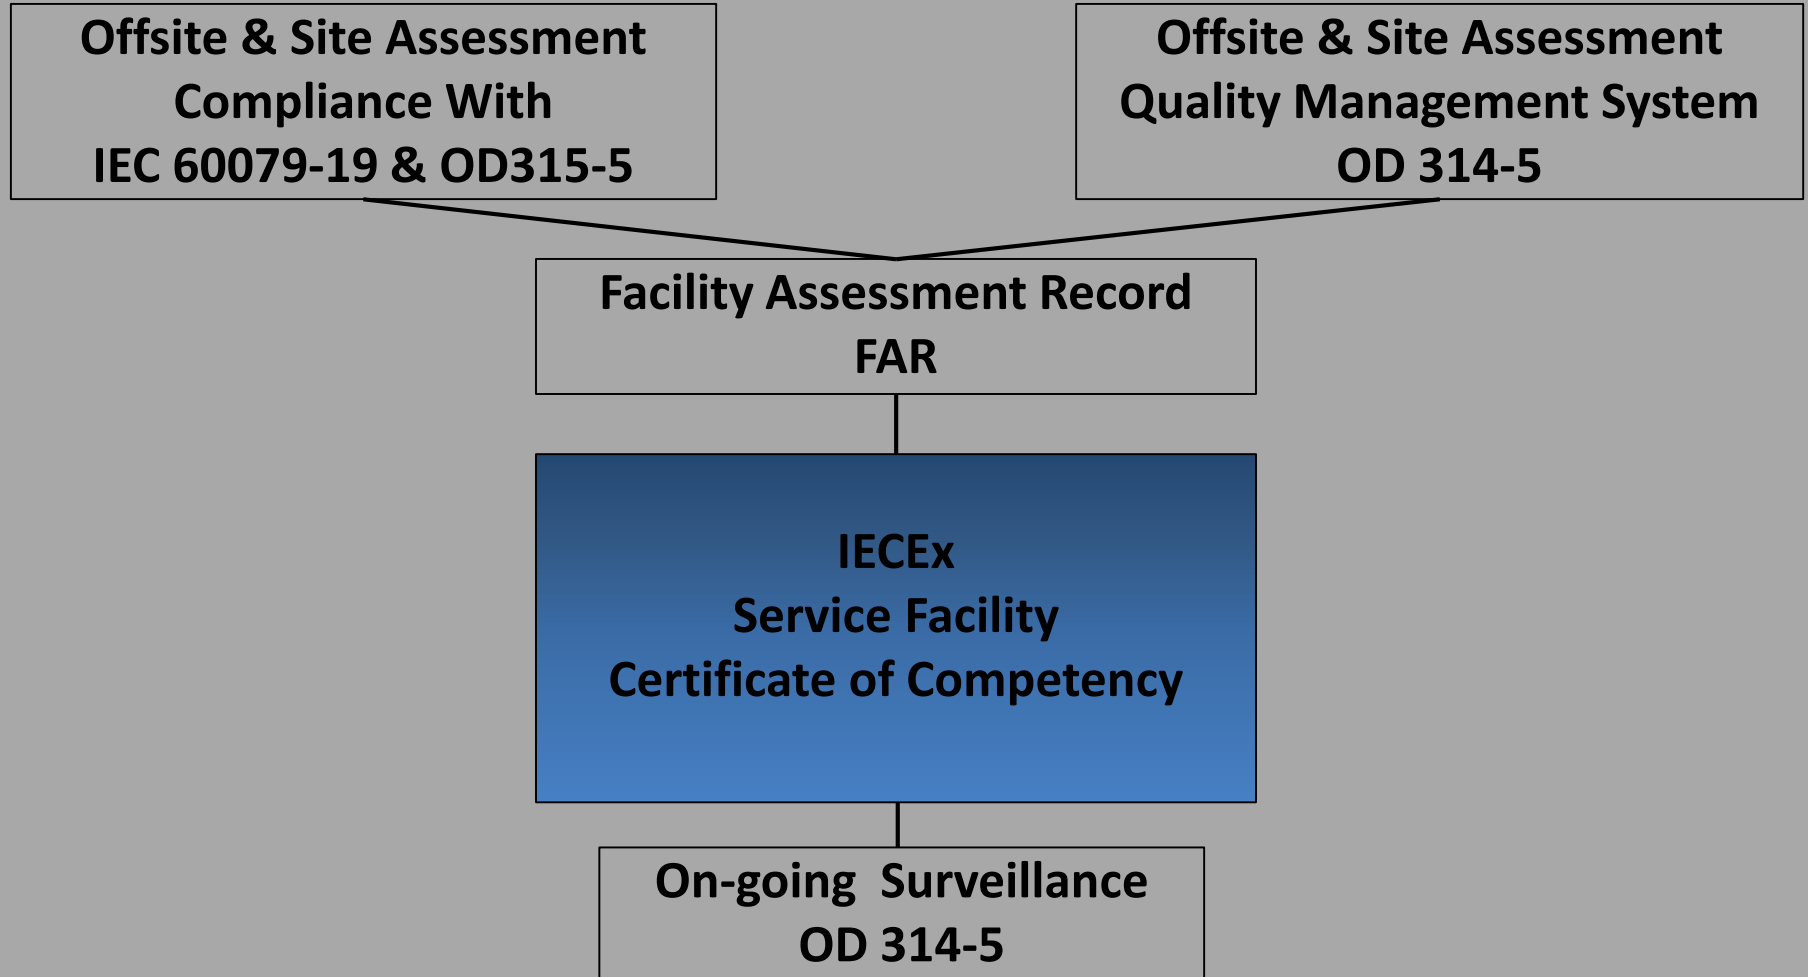 Offsite & Site Assessment
Compliance With
IEC 60079-19 & OD315-5
Offsite & Site Assessment
Quality Management System
OD 314-5
Facility Assessment Record
FAR
IECEx
Service Facility
Certificate of Competency
On-going  Surveillance
OD 314-5